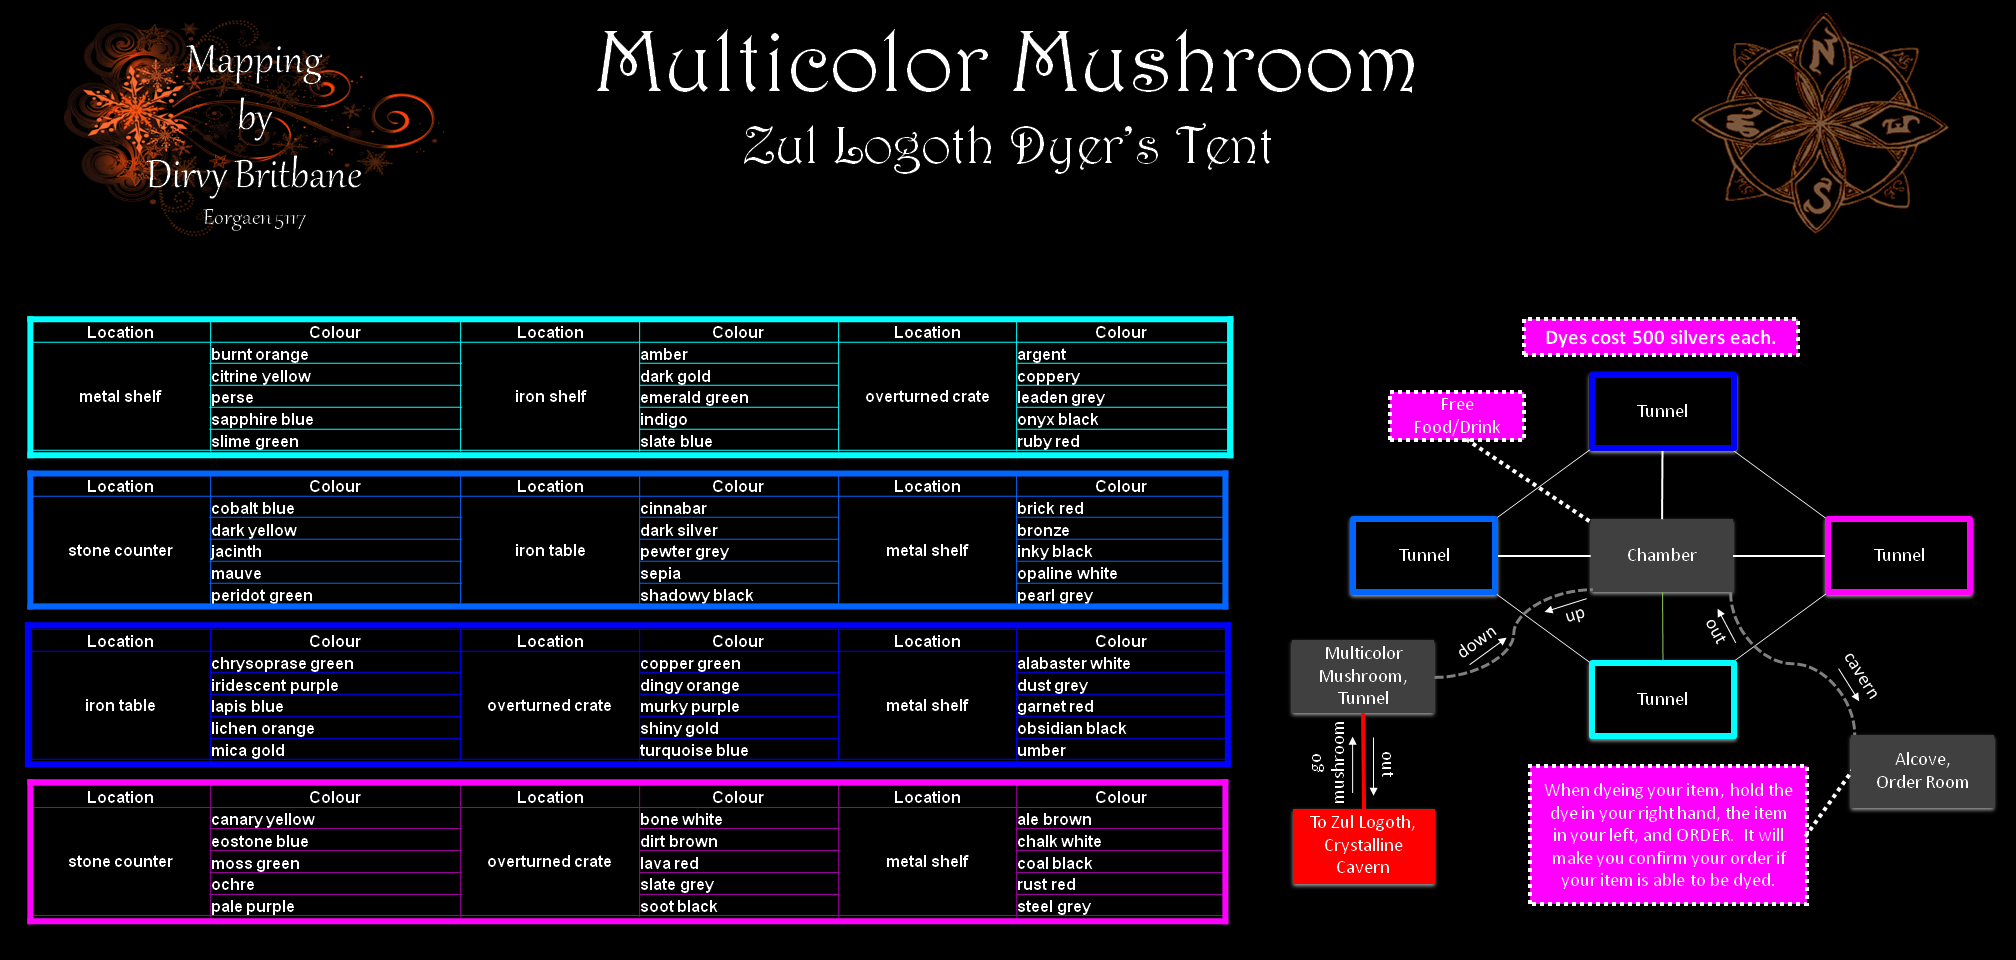 Mapping
by
Dirvy Britbane
Eorgaen 5117
Multicolor Mushroom
Zul Logoth Dyer's Tent
N
E
S
W
Location Colour Location Colour Location Colour
metal shelf
burnt orange
citrine yellow
perse
sapphire blue
slime green
iron shelf
amber
dark gold
emerald green
indigo
slate blue
overturned crate
argent
coppery
leaden grey
onyx black
ruby red
Location Colour Location Colour Location Colour
stone counter
cobalt blue
dark yellow
jacinth
mauve
peridot green
iron table
cinnabar
dark silver
pewter grey
sepia
shadowy black
metal shelf
brick red
bronze
inky black
opaline white
pearl grey
Location Colour Location Colour Location Colour
iron table
chrysoprase green
iridescent purple
lapis blue
lichen orange
mica gold
overturned crate
copper green
dingy orange
murky purple
shiny gold
turquoise blue
metal shelf
alabaster white
dust grey
garnet red
obsidian black
umber
Location Colour Location Colour Location Colour
stone counter
canary yellow
eostone blue
moss green
ochre
pale purple
overturned crate
bone white
dirt brown
lava red
slate grey
soot black
metal shelf
ale brown
chalk white
coal black
rust red
steel grey
Dyes cost 500 silvers each.
Free
Food/Drink
Tunnel
Tunnel
Chamber
Tunnel
Tunnel
up
down
out
cavern
Multicolor
Mushroom,
Tunnel
go
mushroom
out
To Zul Logoth,
Crystalline
Cavern
Alcove,
Order Room
When dyeing your item, hold the
dye in your right hand, the item
in your left, and ORDER. It will
make you confirm your order if
your item is able to be dyed.